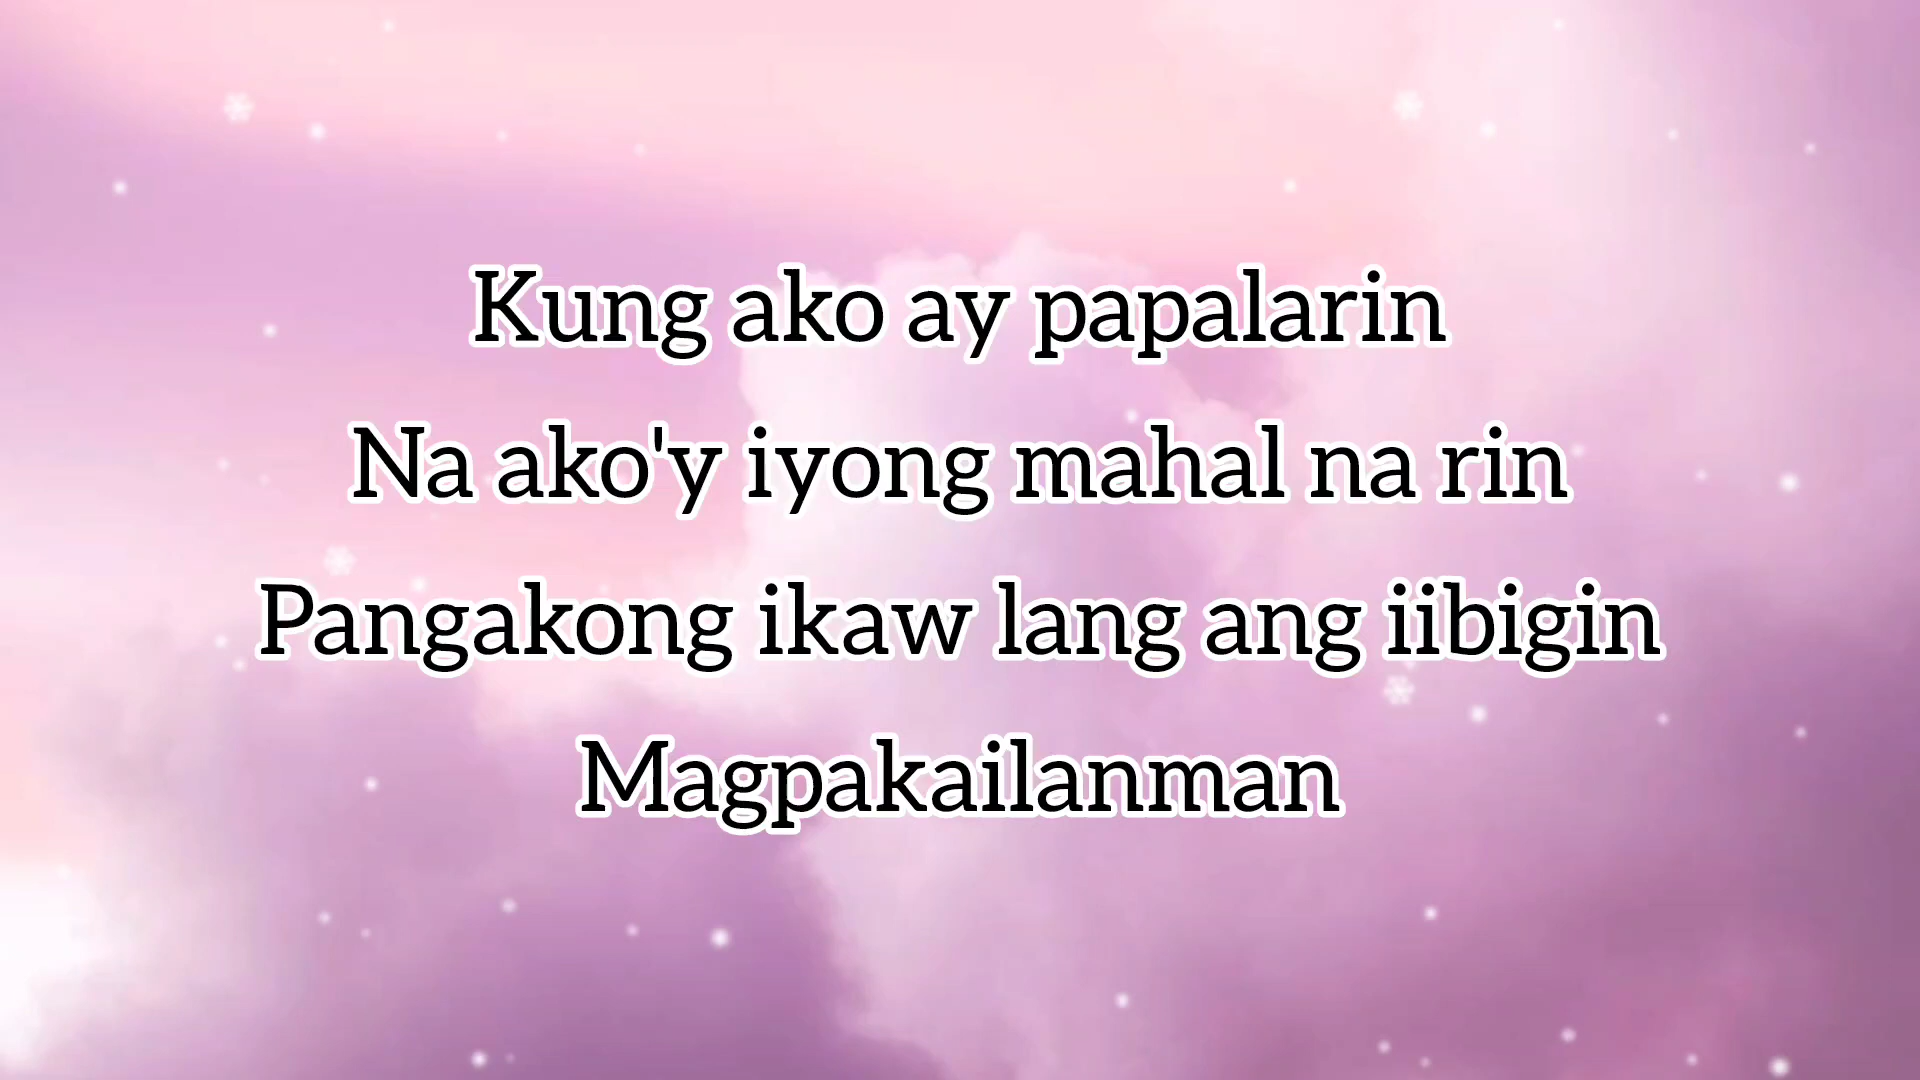 Kung ako ay papalarin
Na ako'y iyong mahal na rin
Pangakong ikaw lang ang iibigin
Magpakailanman